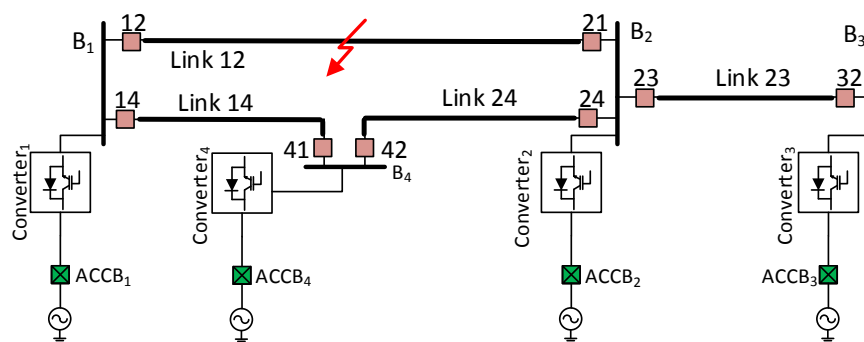 12
21
B₁
B₂
B₃
Link 12
23
Link 23
32
14
Link 14
Link 24
24
41
42
B₄
Converter₁
Converter₄
Converter₂
Converter₃
ACCB₁
ACCB₄
ACCB₂
ACCB₃